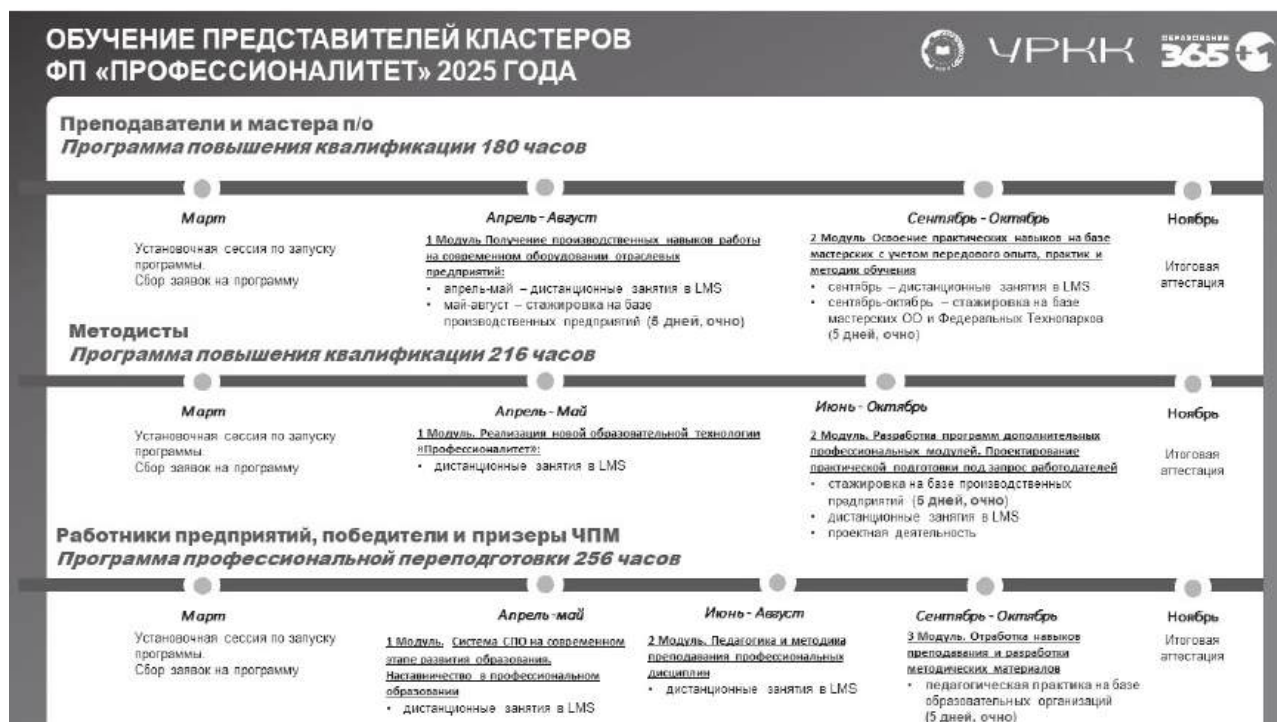 ОБУЧЕНИЕ ПРЕДСТАВИТЕЛЕЙ КЛАСТЕРОВ
ФП «ПРОФЕССИОНАЛИТЕТ» 2025 ГОДА
УРКК
ОБРАЗОВАНИЕ
365
Преподаватели и мастера п/о
Программа повышения квалификации 180 часов
Март
Установочная сессия по запуску
программы.
Сбор заявок на программу
Апрель - Август
1 Модуль Получение производственных навыков работы
на современном оборудовании отраслевых
предприятий:
• апрель-май – дистанционные занятия в LMS
• май-август – стажировка на базе
производственных предприятий (5 дней, очно)
Сентябрь - Октябрь
2 Модуль Освоение практических навыков на базе
мастерских с учетом передового опыта, практик и
методик обучения
• сентябрь – дистанционные занятия в LMS
• сентябрь-октябрь – стажировка на базе
мастерских ОО и Федеральных Технопарков
(5 дней, очно)
Ноябрь
Итоговая
аттестация
Методисты
Программа повышения квалификации 216 часов
Март
Установочная сессия по запуску
программы.
Сбор заявок на программу
Апрель - Май
1 Модуль. Реализация новой образовательной технологии
«Профессионалитет»:
• дистанционные занятия в LMS
Июнь - Октябрь
2 Модуль. Разработка программ дополнительных
профессиональных модулей. Проектирование
практической подготовки под запрос работодателей
• стажировка на базе производственных
предприятий (5 дней, очно)
• дистанционные занятия в LMS
• проектная деятельность
Ноябрь
Итоговая
аттестация
Работники предприятий, победители и призеры ЧПМ
Программа профессиональной переподготовки 256 часов
Март
Установочная сессия по запуску
программы.
Сбор заявок на программу
Апрель -май
1 Модуль. Система СПО на современном
этапе развития образования.
Наставничество в профессиональном
образовании
• дистанционные занятия в LMS
Июнь - Август
2 Модуль. Педагогика и методика
преподавания профессиональных
дисциплин
• дистанционные занятия в LMS
Сентябрь - Октябрь
3 Модуль. Отработка навыков
преподавания и разработки
методических материалов
• педагогическая практика на базе
образовательных организаций
(5 дней, очно)
Ноябрь
Итоговая
аттестация